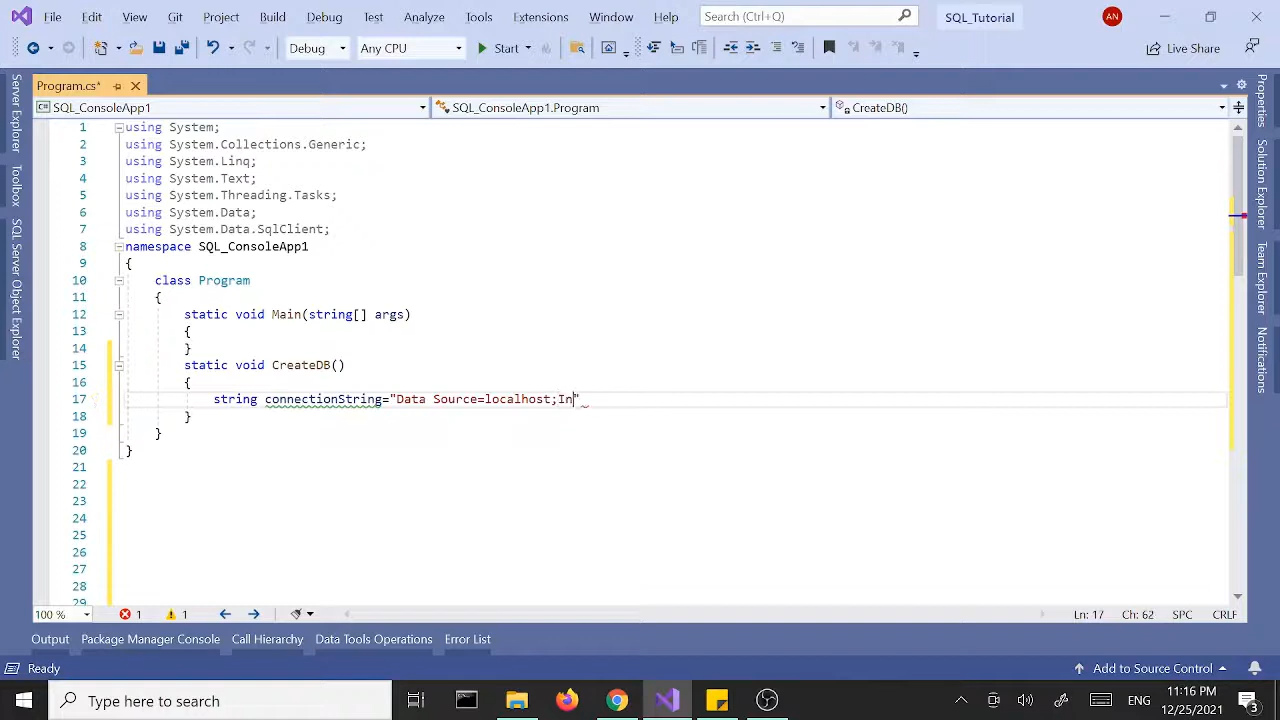 File Edit View Git Project Build Debug Test Analyze Tools Extensions Window Help Search (Ctrl+Q) SQL_Tutorial AN
Debug Any CPU Start Live Share
Program.cs*
C# SQL_ConsoleApp1 SQL_ConsoleApp1.Program CreateDB()
1 using System;
2 using System.Collections.Generic;
3 using System.Linq;
4 using System.Text;
5 using System.Threading.Tasks;
6 using System.Data;
7 using System.Data.SqlClient;
8 namespace SQL_ConsoleApp1
9 {
10 class Program
11 {
12 static void Main(string[] args)
13 {
14 }
15 static void CreateDB()
16 {
17 string connectionString="Data Source=localhost;In"
18 }
19 }
20 }
21
22
23
24
25
26
27
28
29
Server Explorer
Toolbox
SQL Server Object Explorer
Properties
Solution Explorer
Team Explorer
Notifications
100 % 1 1 Ln: 17 Ch: 62 SPC CRLF
Output Package Manager Console Call Hierarchy Data Tools Operations Error List
Ready Add to Source Control
Type here to search ENG 1:16 PM
12/25/2021 3